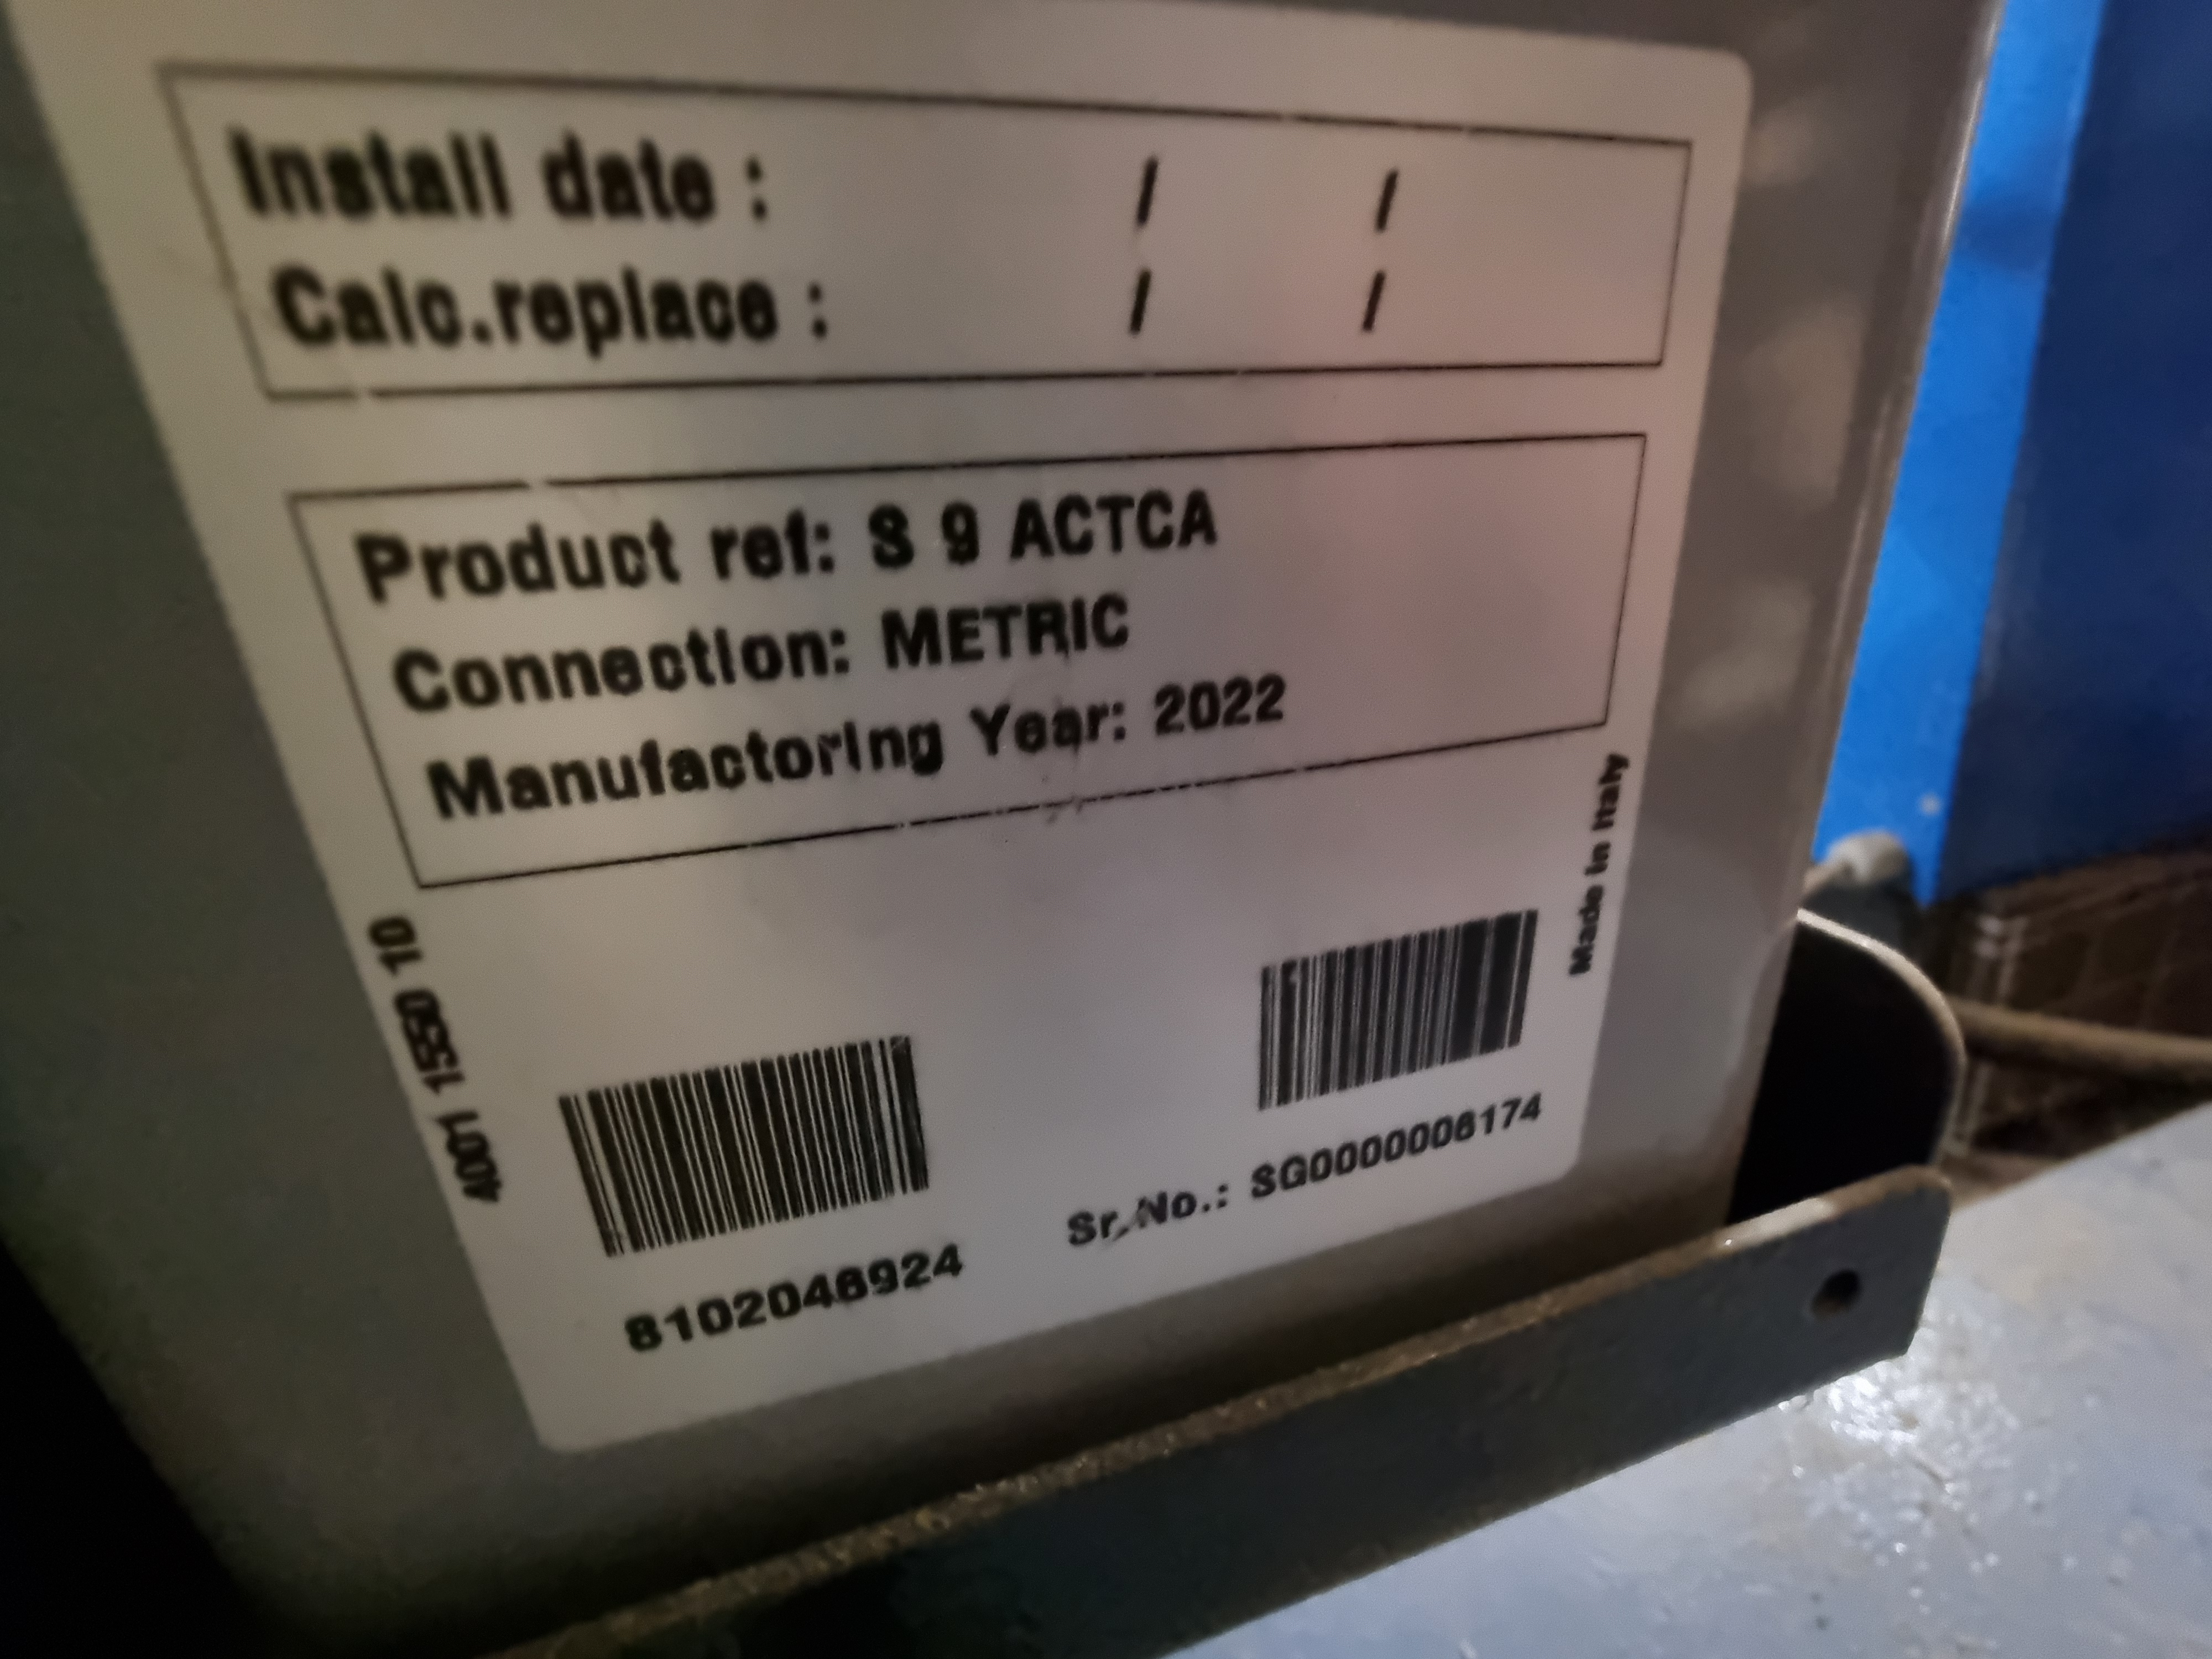 Install date : / /
Calc.replace : / /
Product ref: S 9 ACTCA
Connection: METRIC
Manufactoring Year: 2022
Made in Italy
4001 1550 10
8102046924
Sr.No.: SG0000006174